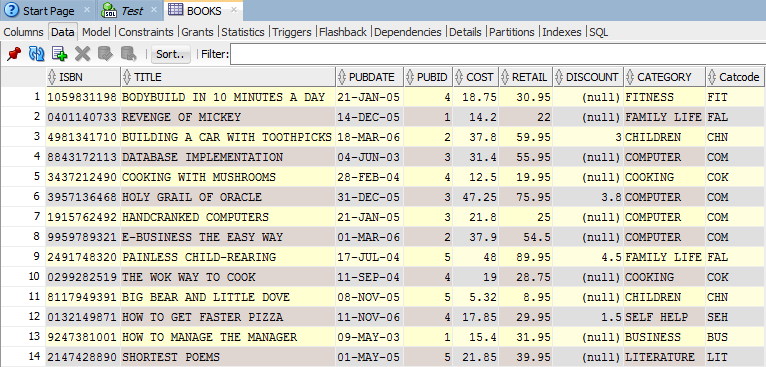 Start Page Test BOOKS
Columns Data Model Constraints Grants Statistics Triggers Flashback Dependencies Details Partitions Indexes SQL
Sort.. Filter:
ISBN TITLE PUBDATE PUBID COST RETAIL DISCOUNT CATEGORY Catcode
1 1059831198 BODYBUILD IN 10 MINUTES A DAY 21-JAN-05 4 18.75 30.95 (null) FITNESS FIT
2 0401140733 REVENGE OF MICKEY 14-DEC-05 1 14.2 22 (null) FAMILY LIFE FAL
3 4981341710 BUILDING A CAR WITH TOOTHPICKS 18-MAR-06 2 37.8 59.95 3 CHILDREN CHN
4 8843172113 DATABASE IMPLEMENTATION 04-JUN-03 3 31.4 55.95 (null) COMPUTER COM
5 3437212490 COOKING WITH MUSHROOMS 28-FEB-04 4 12.5 19.95 (null) COOKING COK
6 3957136468 HOLY GRAIL OF ORACLE 31-DEC-05 3 47.25 75.95 3.8 COMPUTER COM
7 1915762492 HANDCRANKED COMPUTERS 21-JAN-05 3 21.8 25 (null) COMPUTER COM
8 9959789321 E-BUSINESS THE EASY WAY 01-MAR-06 2 37.9 54.5 (null) COMPUTER COM
9 2491748320 PAINLESS CHILD-REARING 17-JUL-04 5 48 89.95 4.5 FAMILY LIFE FAL
10 0299282519 THE WOK WAY TO COOK 11-SEP-04 4 19 28.75 (null) COOKING COK
11 8117949391 BIG BEAR AND LITTLE DOVE 08-NOV-05 5 5.32 8.95 (null) CHILDREN CHN
12 0132149871 HOW TO GET FASTER PIZZA 11-NOV-06 4 17.85 29.95 1.5 SELF HELP SEH
13 9247381001 HOW TO MANAGE THE MANAGER 09-MAY-03 1 15.4 31.95 (null) BUSINESS BUS
14 2147428890 SHORTEST POEMS 01-MAY-05 5 21.85 39.95 (null) LITERATURE LIT